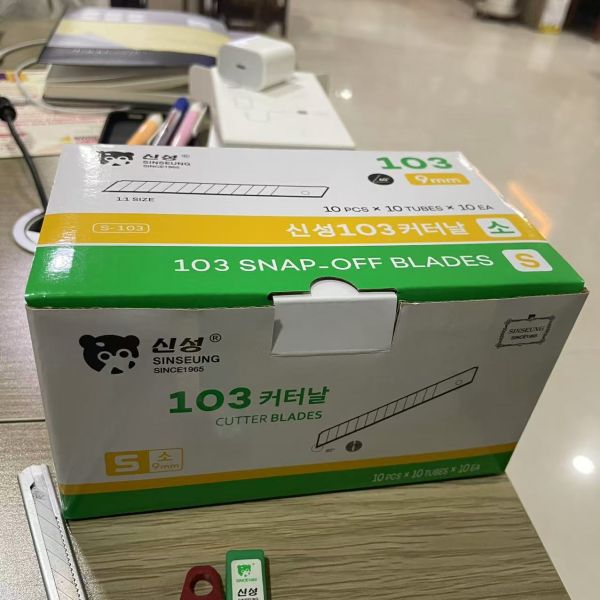 신성®
SINSEUNG
SINCE1965
103
9mm
1:1 SIZE
10 PCS × 10 TUBES × 10 EA
S-103
신성103커터날 소
103 SNAP-OFF BLADES S
신성®
SINSEUNG
SINCE1965
SINSEUNG
SINCE1965
103 커터날
CUTTER BLADES
S 소
9mm
10 PCS × 10 TUBES × 10 EA
신성